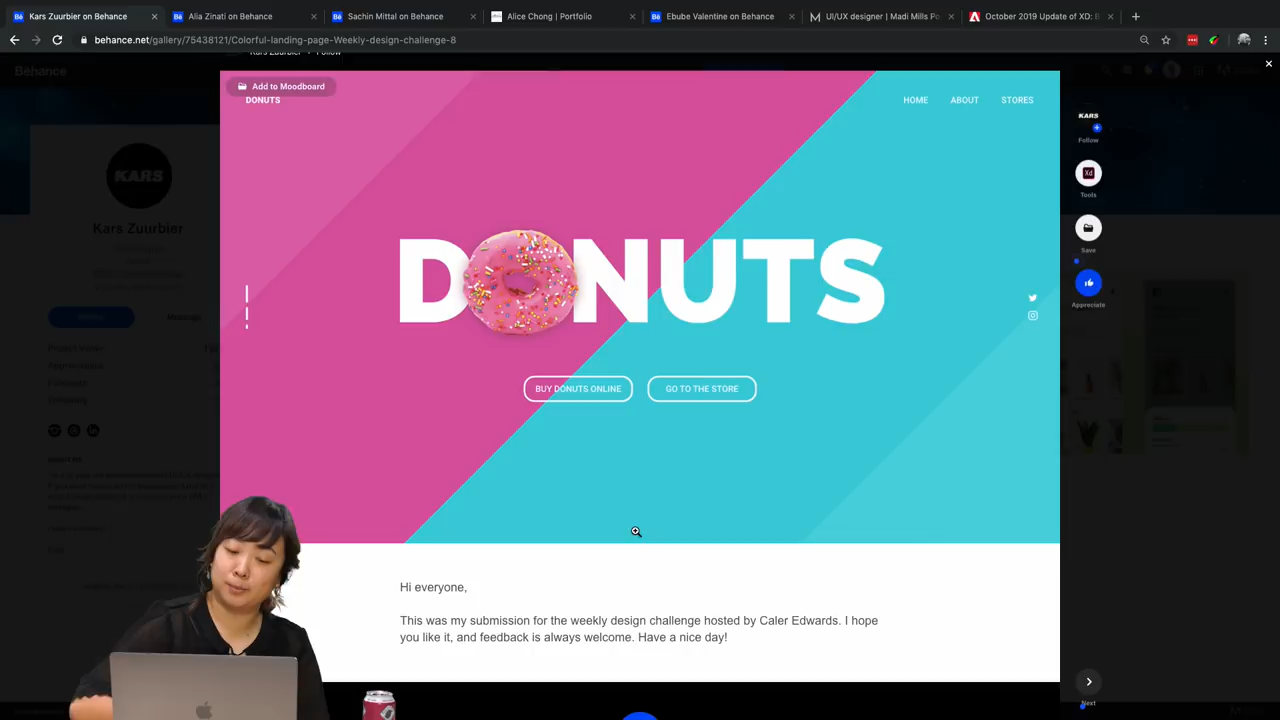 Kars Zuurbier on Behance
Alia Zinati on Behance
Sachin Mittal on Behance
Alice Chong | Portfolio
Ebube Valentine on Behance
UI/UX designer | Madi Mills Po
October 2019 Update of XD: B
behance.net/gallery/75438121/Colorful-landing-page-Weekly-design-challenge-8
Kars Zuurbier • Follow
Bēhance
Add to Moodboard
DONUTS
HOME ABOUT STORES
KARS
Follow
Xd
Tools
Save
Appreciate
KARS
Kars Zuurbier
Message
DONUTS
BUY DONUTS ONLINE
GO TO THE STORE
Hi everyone,
This was my submission for the weekly design challenge hosted by Caler Edwards. I hope
you like it, and feedback is always welcome. Have a nice day!
Next